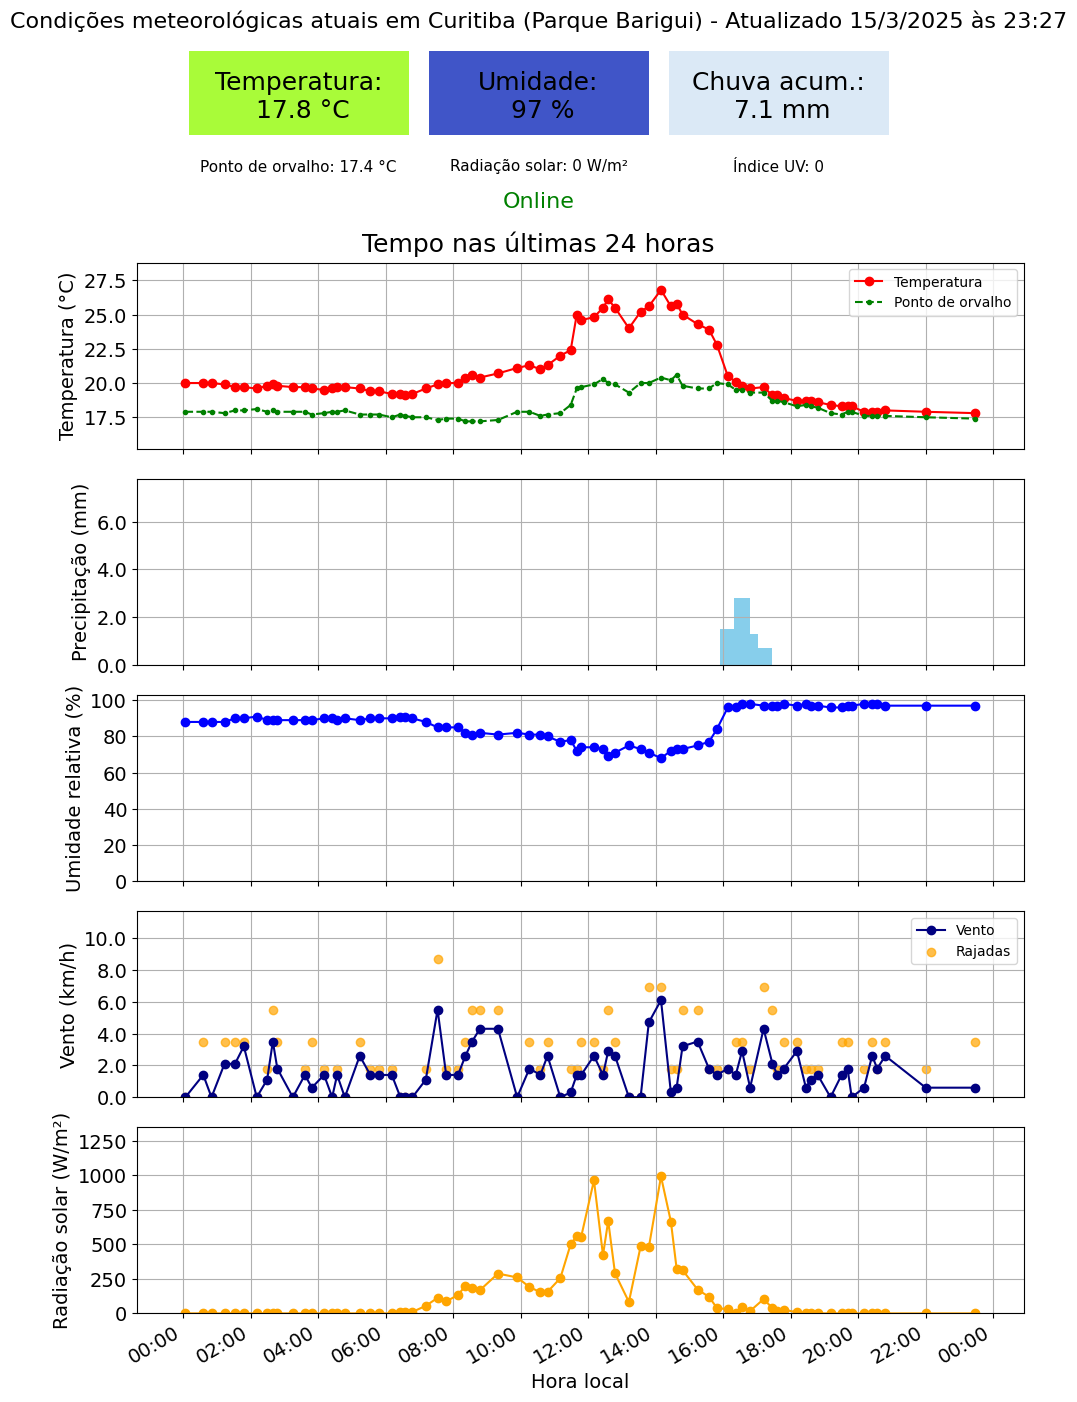 Condições meteorológicas atuais em Curitiba (Parque Barigui) - Atualizado 15/3/2025 às 23:27
Temperatura:
17.8 °C
Umidade:
97 %
Chuva acum.:
7.1 mm
Ponto de orvalho: 17.4 °C
Radiação solar: 0 W/m²
Índice UV: 0
Online
Tempo nas últimas 24 horas
Temperatura (°C)
27.5
25.0
22.5
20.0
17.5
Temperatura
Ponto de orvalho
Precipitação (mm)
6.0
4.0
2.0
0.0
Umidade relativa (%)
100
80
60
40
20
0
Vento (km/h)
10.0
8.0
6.0
4.0
2.0
0.0
Vento
Rajadas
Radiação solar (W/m²)
1250
1000
750
500
250
0
00:00 02:00 04:00 06:00 08:00 10:00 12:00 14:00 16:00 18:00 20:00 22:00 00:00
Hora local